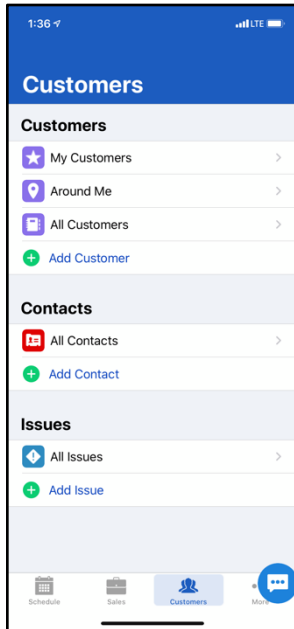 1:36 LTE
Customers
Customers
My Customers
Around Me
All Customers
Add Customer
Contacts
All Contacts
Add Contact
Issues
All Issues
Add Issue
Schedule Sales Customers More